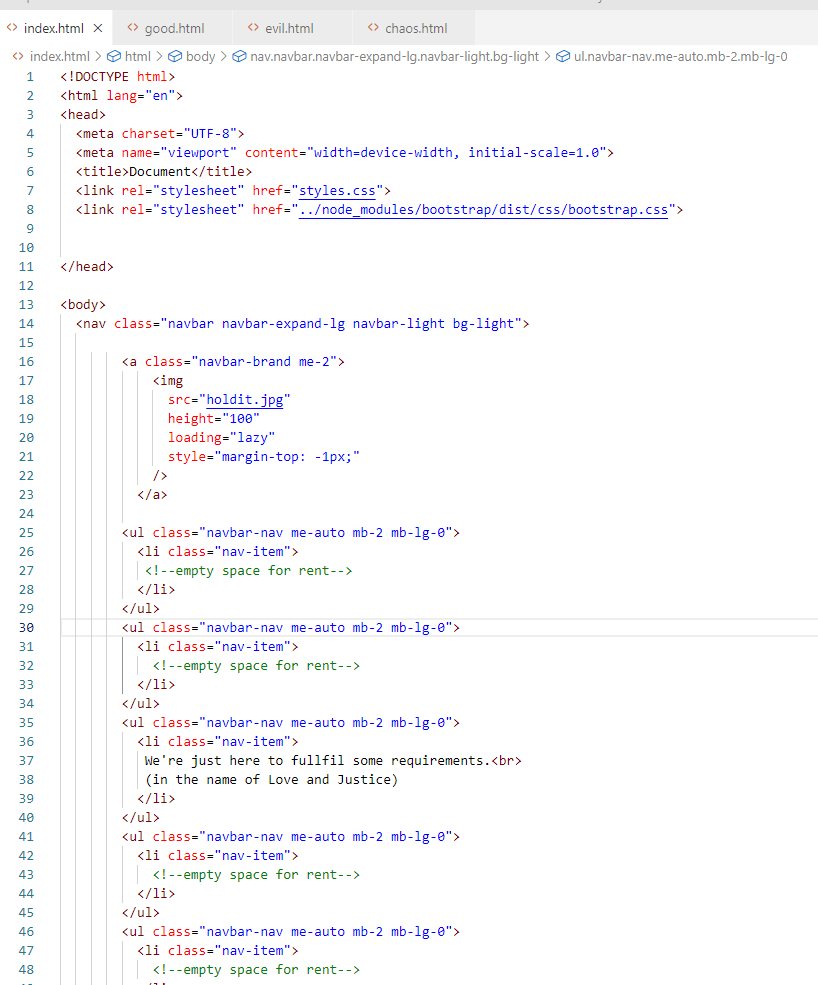 index.html
good.html
evil.html
chaos.html
index.html > html > body > nav.navbar.navbar-expand-lg.navbar-light.bg-light > ul.navbar-nav.me-auto.mb-2.mb-lg-0
1 <!DOCTYPE html>
2 <html lang="en">
3 <head>
4 <meta charset="UTF-8">
5 <meta name="viewport" content="width=device-width, initial-scale=1.0">
6 <title>Document</title>
7 <link rel="stylesheet" href="styles.css">
8 <link rel="stylesheet" href="../node_modules/bootstrap/dist/css/bootstrap.css">
9
10
11 </head>
12
13 <body>
14 <nav class="navbar navbar-expand-lg navbar-light bg-light">
15
16 <a class="navbar-brand me-2">
17 <img
18 src="holdit.jpg"
19 height="100"
20 loading="lazy"
21 style="margin-top: -1px;"
22 />
23 </a>
24
25 <ul class="navbar-nav me-auto mb-2 mb-lg-0">
26 <li class="nav-item">
27 <!--empty space for rent-->
28 </li>
29 </ul>
30 <ul class="navbar-nav me-auto mb-2 mb-lg-0">
31 <li class="nav-item">
32 <!--empty space for rent-->
33 </li>
34 </ul>
35 <ul class="navbar-nav me-auto mb-2 mb-lg-0">
36 <li class="nav-item">
37 We're just here to fullfil some requirements.<br>
38 (in the name of Love and Justice)
39 </li>
40 </ul>
41 <ul class="navbar-nav me-auto mb-2 mb-lg-0">
42 <li class="nav-item">
43 <!--empty space for rent-->
44 </li>
45 </ul>
46 <ul class="navbar-nav me-auto mb-2 mb-lg-0">
47 <li class="nav-item">
48 <!--empty space for rent-->